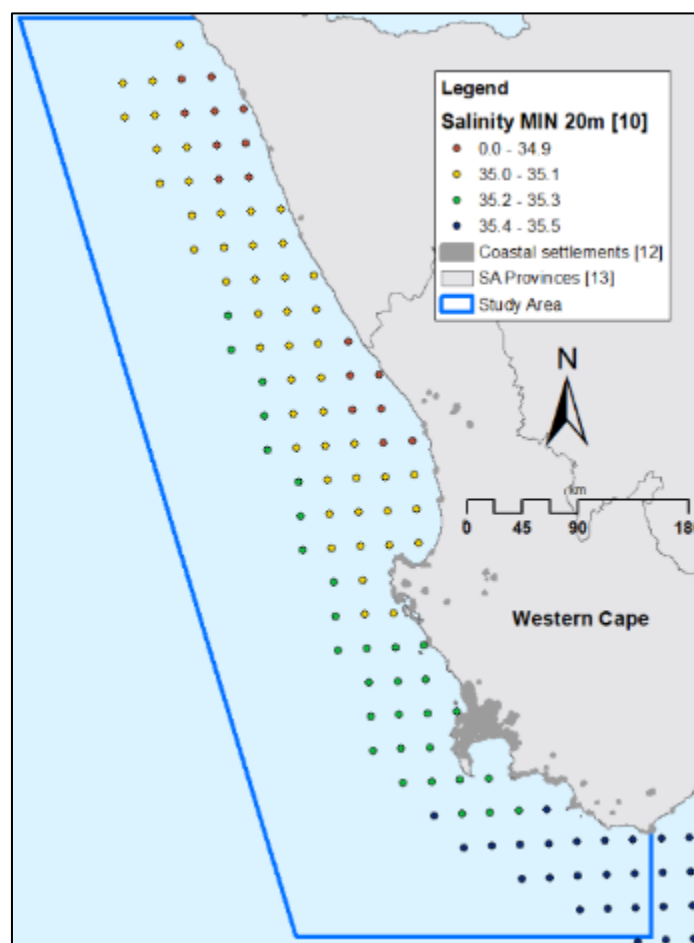 Legend
Salinity MIN 20m [10]
0.0 - 34.9
35.0 - 35.1
35.2 - 35.3
35.4 - 35.5
Coastal settlements [12]
SA Provinces [13]
Study Area
N
km
0 45 90 180
Western Cape